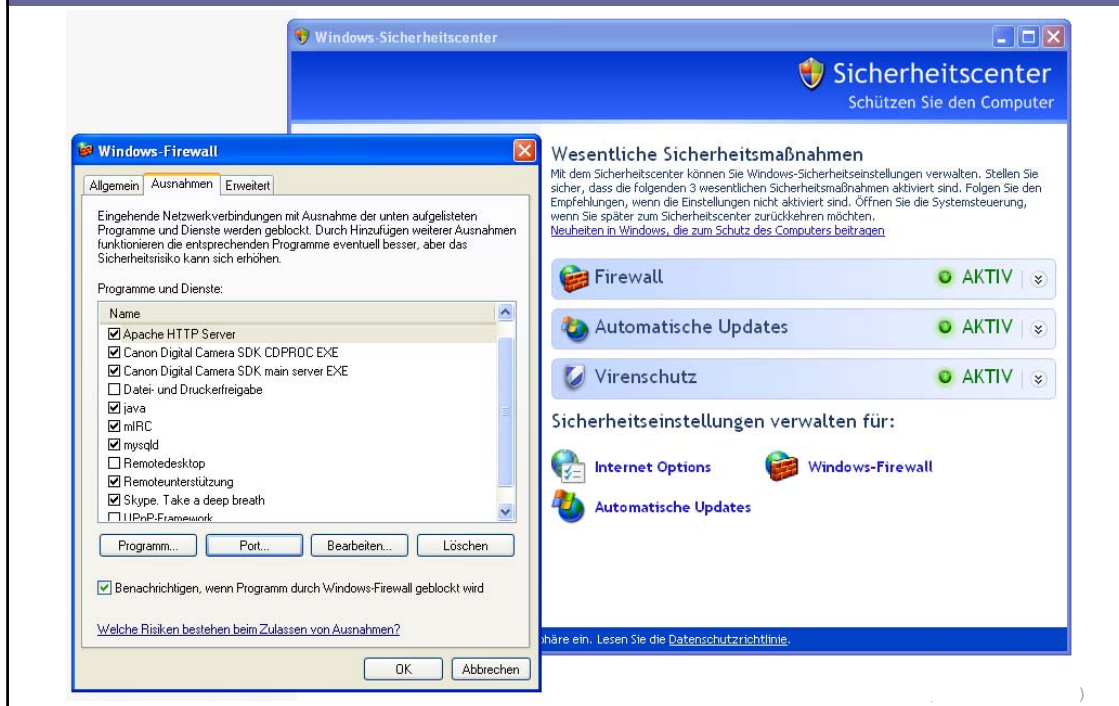 Windows-Sicherheitscenter
Sicherheitscenter
Schützen Sie den Computer
Windows-Firewall
Allgemein Ausnahmen Erweitert
Eingehende Netzwerkverbindungen mit Ausnahme der unten aufgelisteten
Programme und Dienste werden geblockt. Durch Hinzufügen weiterer Ausnahmen
funktionieren die entsprechenden Programme eventuell besser, aber das
Sicherheitsrisiko kann sich erhöhen.
Programme und Dienste:
Name
Apache HTTP Server
Canon Digital Camera SDK CDPROC EXE
Canon Digital Camera SDK main server EXE
Datei- und Druckerfreigabe
java
mIRC
mysqld
Remotedesktop
Remoteunterstützung
Skype. Take a deep breath
UPnP-Framework
Programm... Port... Bearbeiten... Löschen
Benachrichtigen, wenn Programm durch Windows-Firewall geblockt wird
Welche Risiken bestehen beim Zulassen von Ausnahmen?
OK Abbrechen
Wesentliche Sicherheitsmaßnahmen
Mit dem Sicherheitscenter können Sie Windows-Sicherheitseinstellungen verwalten. Stellen Sie
sicher, dass die folgenden 3 wesentlichen Sicherheitsmaßnahmen aktiviert sind. Folgen Sie den
Empfehlungen, wenn die Einstellungen nicht aktiviert sind. Öffnen Sie die Systemsteuerung,
wenn Sie später zum Sicherheitscenter zurückkehren möchten.
Neuheiten in Windows, die zum Schutz des Computers beitragen
Firewall AKTIV
Automatische Updates AKTIV
Virenschutz AKTIV
Sicherheitseinstellungen verwalten für:
Internet Options Windows-Firewall
Automatische Updates
ein. Lesen Sie die Datenschutzrichtlinie.
)